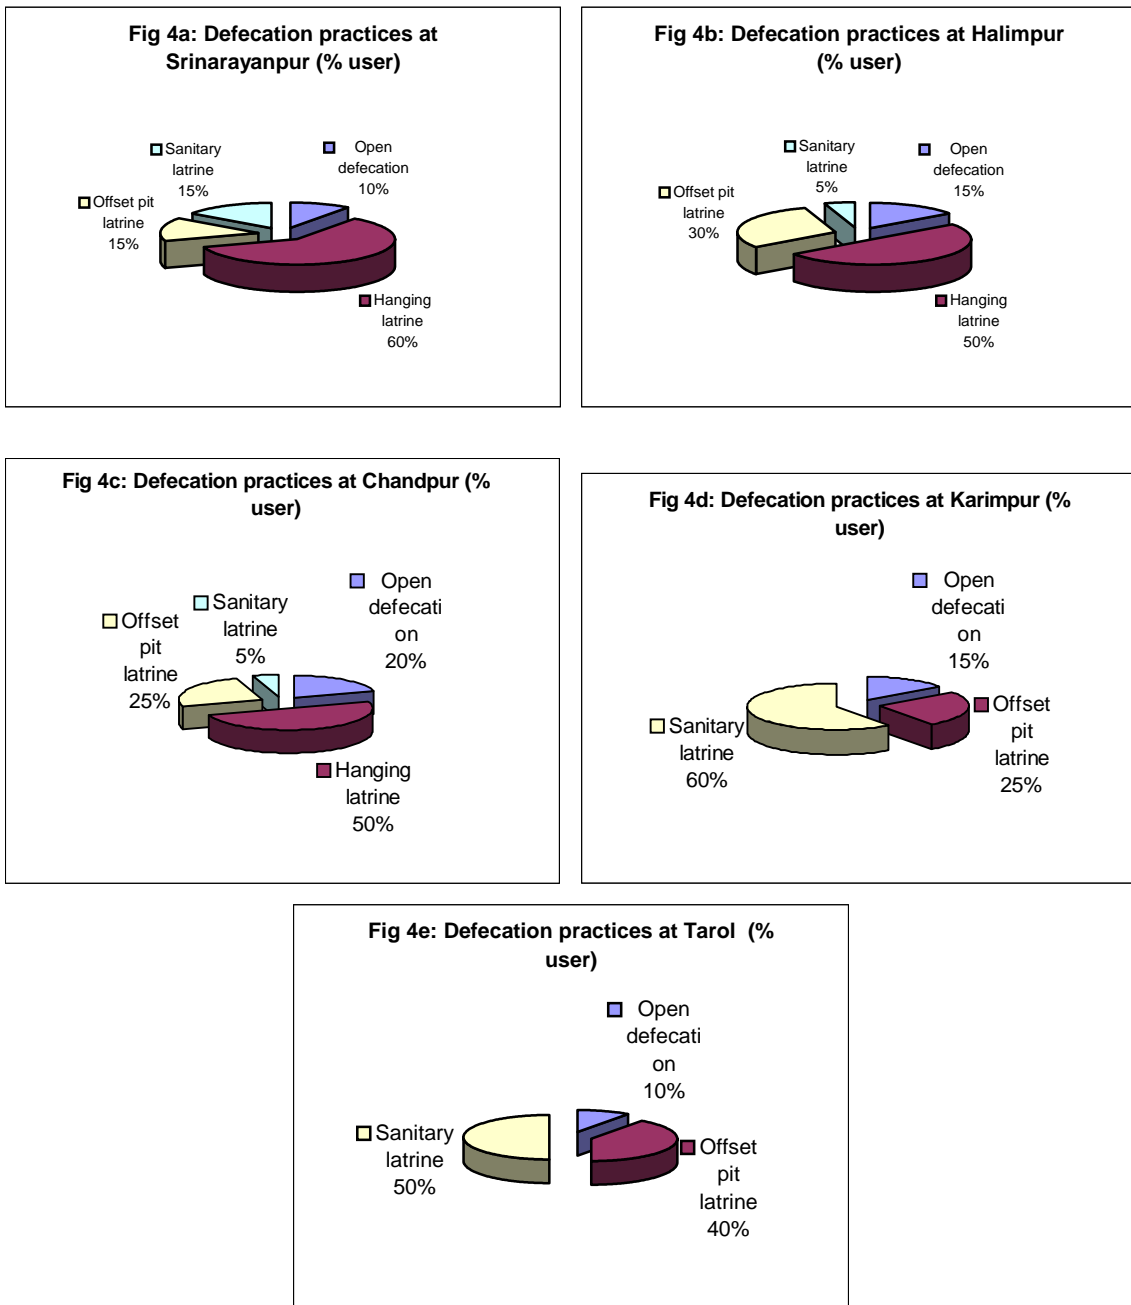 Fig 4a: Defecation practices at
Srinarayanpur (% user)
Sanitary
latrine
15%
Open
defecation
10%
Offset pit
latrine
15%
Hanging
latrine
60%
Fig 4b: Defecation practices at Halimpur
(% user)
Sanitary
latrine
5%
Open
defecation
15%
Offset pit
latrine
30%
Hanging
latrine
50%
Fig 4c: Defecation practices at Chandpur (%
user)
Open
defecati
on
20%
Sanitary
latrine
5%
Offset
pit
latrine
25%
Hanging
latrine
50%
Fig 4d: Defecation practices at Karimpur (%
user)
Open
defecati
on
15%
Sanitary
latrine
60%
Offset
pit
latrine
25%
Fig 4e: Defecation practices at Tarol (%
user)
Open
defecati
on
10%
Sanitary
latrine
50%
Offset
pit
latrine
40%